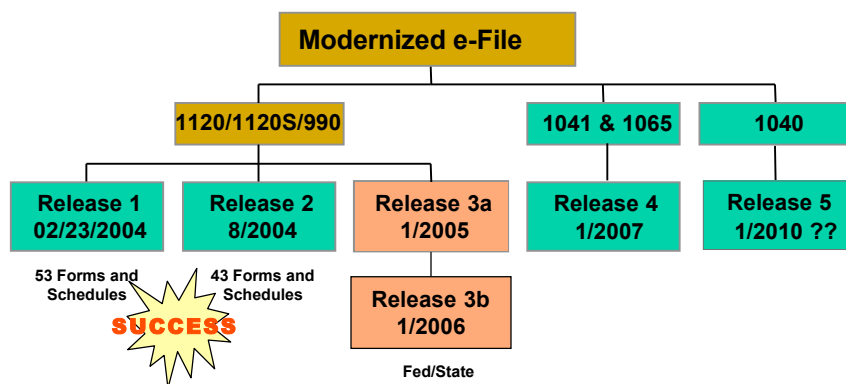 Modernized e-File
1120/1120S/990
1041 & 1065
1040
Release 1
02/23/2004
Release 2
8/2004
Release 3a
1/2005
Release 4
1/2007
Release 5
1/2010 ??
53 Forms and
Schedules
43 Forms and
Schedules
SUCCESS
Release 3b
1/2006
Fed/State